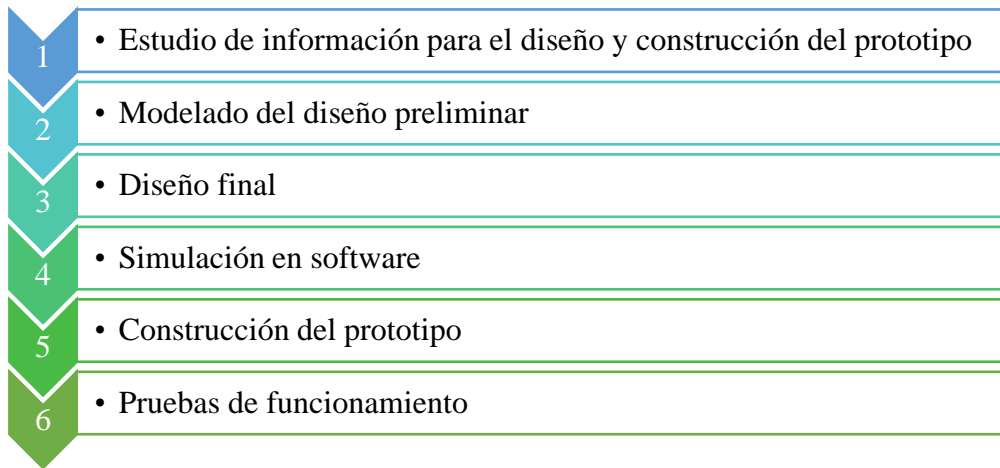 1 • Estudio de información para el diseño y construcción del prototipo
2 • Modelado del diseño preliminar
3 • Diseño final
4 • Simulación en software
5 • Construcción del prototipo
6 • Pruebas de funcionamiento